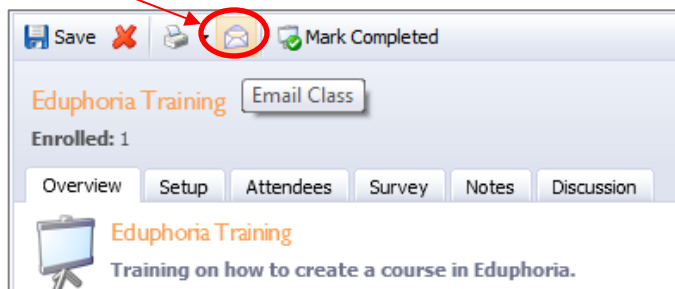 Save Mark Completed
Eduphoria Training Email Class
Enrolled: 1
Overview Setup Attendees Survey Notes Discussion
Eduphoria Training
Training on how to create a course in Eduphoria.